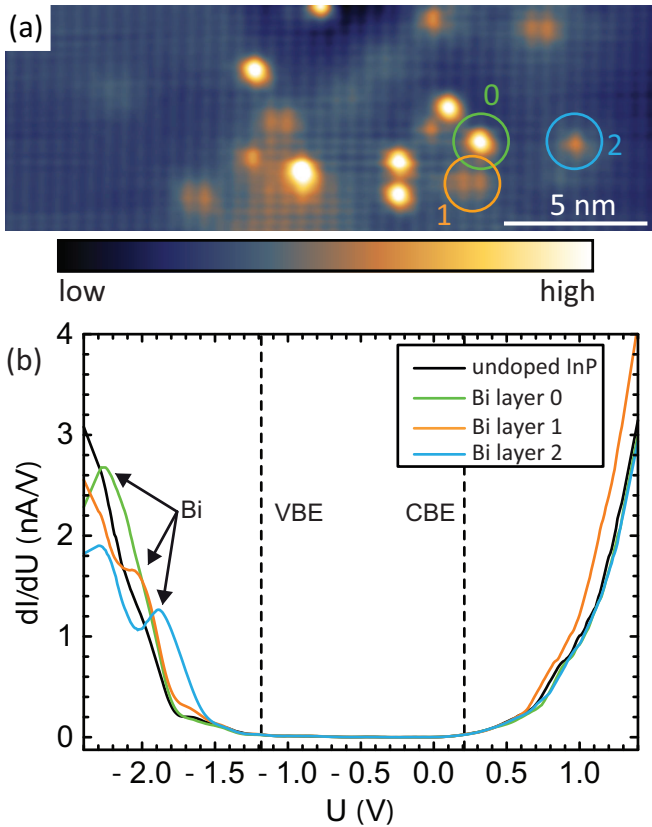 (a)
0
2
1
5 nm
low high
(b)
4
3
2
1
0
dI/dU (nA/V)
undoped InP
Bi layer 0
Bi layer 1
Bi layer 2
Bi
VBE
CBE
- 2.0 - 1.5 - 1.0 - 0.5 0.0 0.5 1.0
U (V)